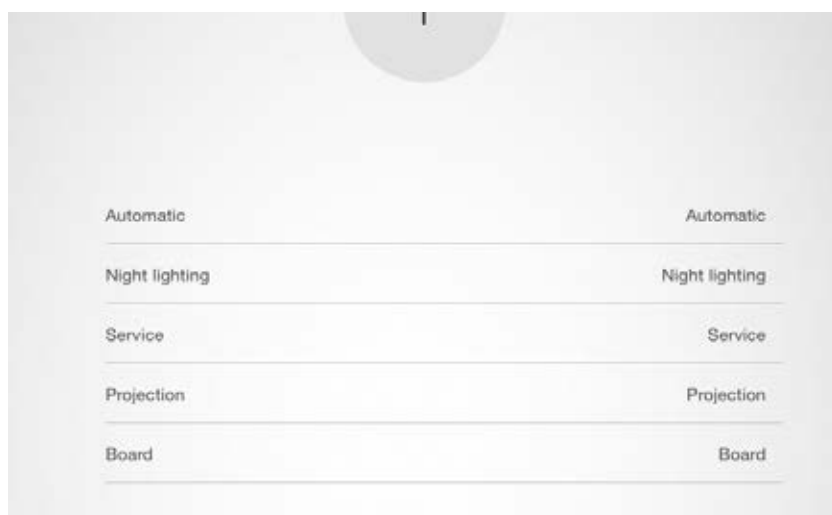 Automatic Automatic
Night lighting Night lighting
Service Service
Projection Projection
Board Board